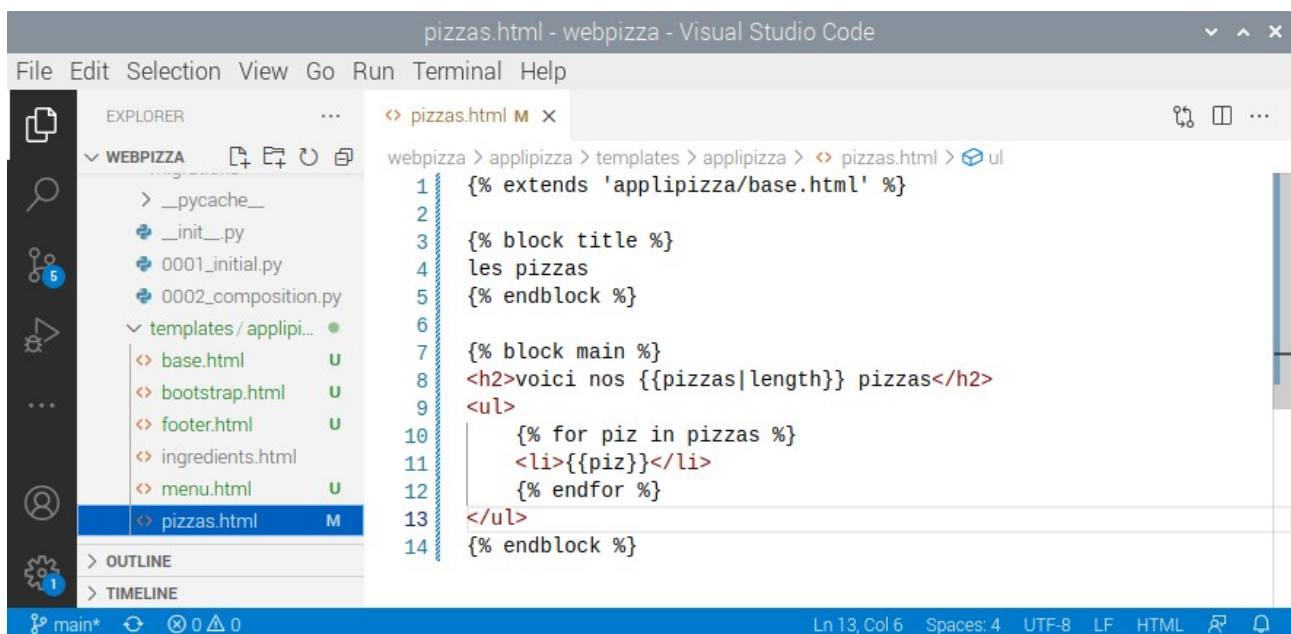 pizzas.html - webpizza - Visual Studio Code
File Edit Selection View Go Run Terminal Help
EXPLORER
WEBPIZZA
__pycache__
__init__.py
0001_initial.py
0002_composition.py
templates / applipi...
base.html U
bootstrap.html U
footer.html U
ingredients.html
menu.html U
pizzas.html M
OUTLINE
TIMELINE
5
1
pizzas.html M
webpizza > applipizza > templates > applipizza > pizzas.html > ul
1 {% extends 'applipizza/base.html' %}
2
3 {% block title %}
4 les pizzas
5 {% endblock %}
6
7 {% block main %}
8 <h2>voici nos {{pizzas|length}} pizzas</h2>
9 <ul>
10 {% for piz in pizzas %}
11 <li>{{piz}}</li>
12 {% endfor %}
13 </ul>
14 {% endblock %}
main* 0 0 Ln 13, Col 6 Spaces: 4 UTF-8 LF HTML